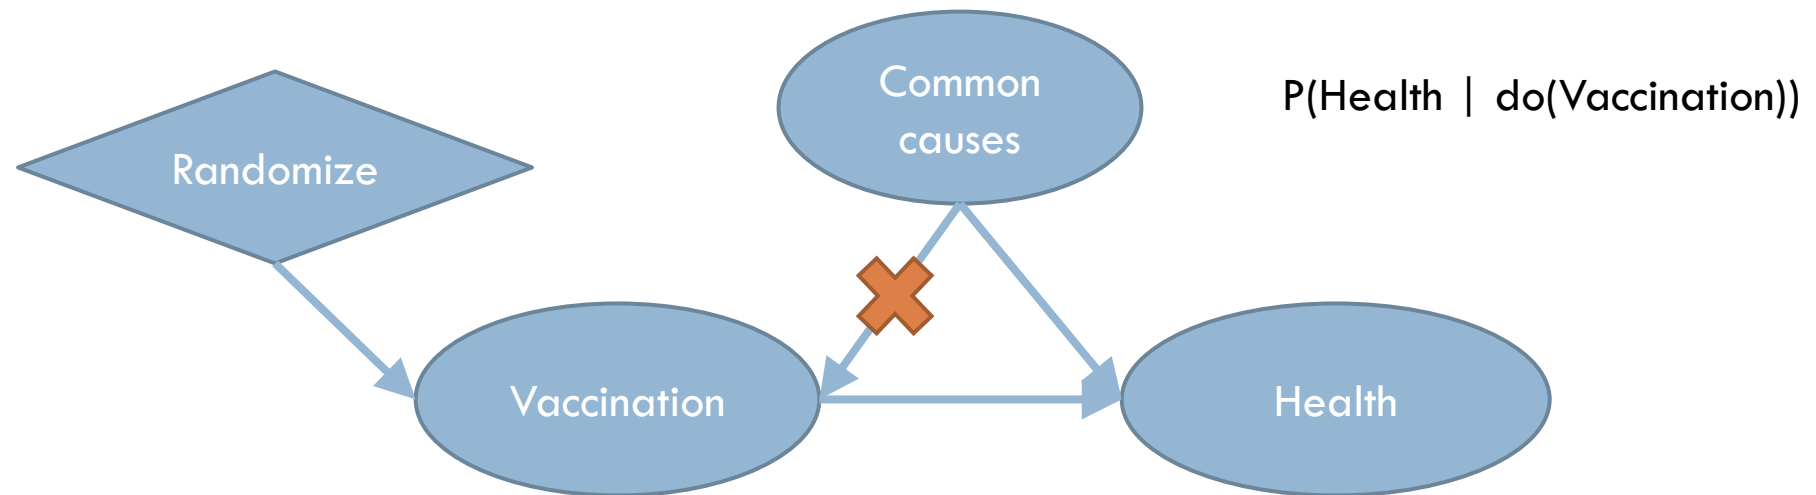 Common
causes
P(Health | do(Vaccination))
Randomize
Vaccination
Health